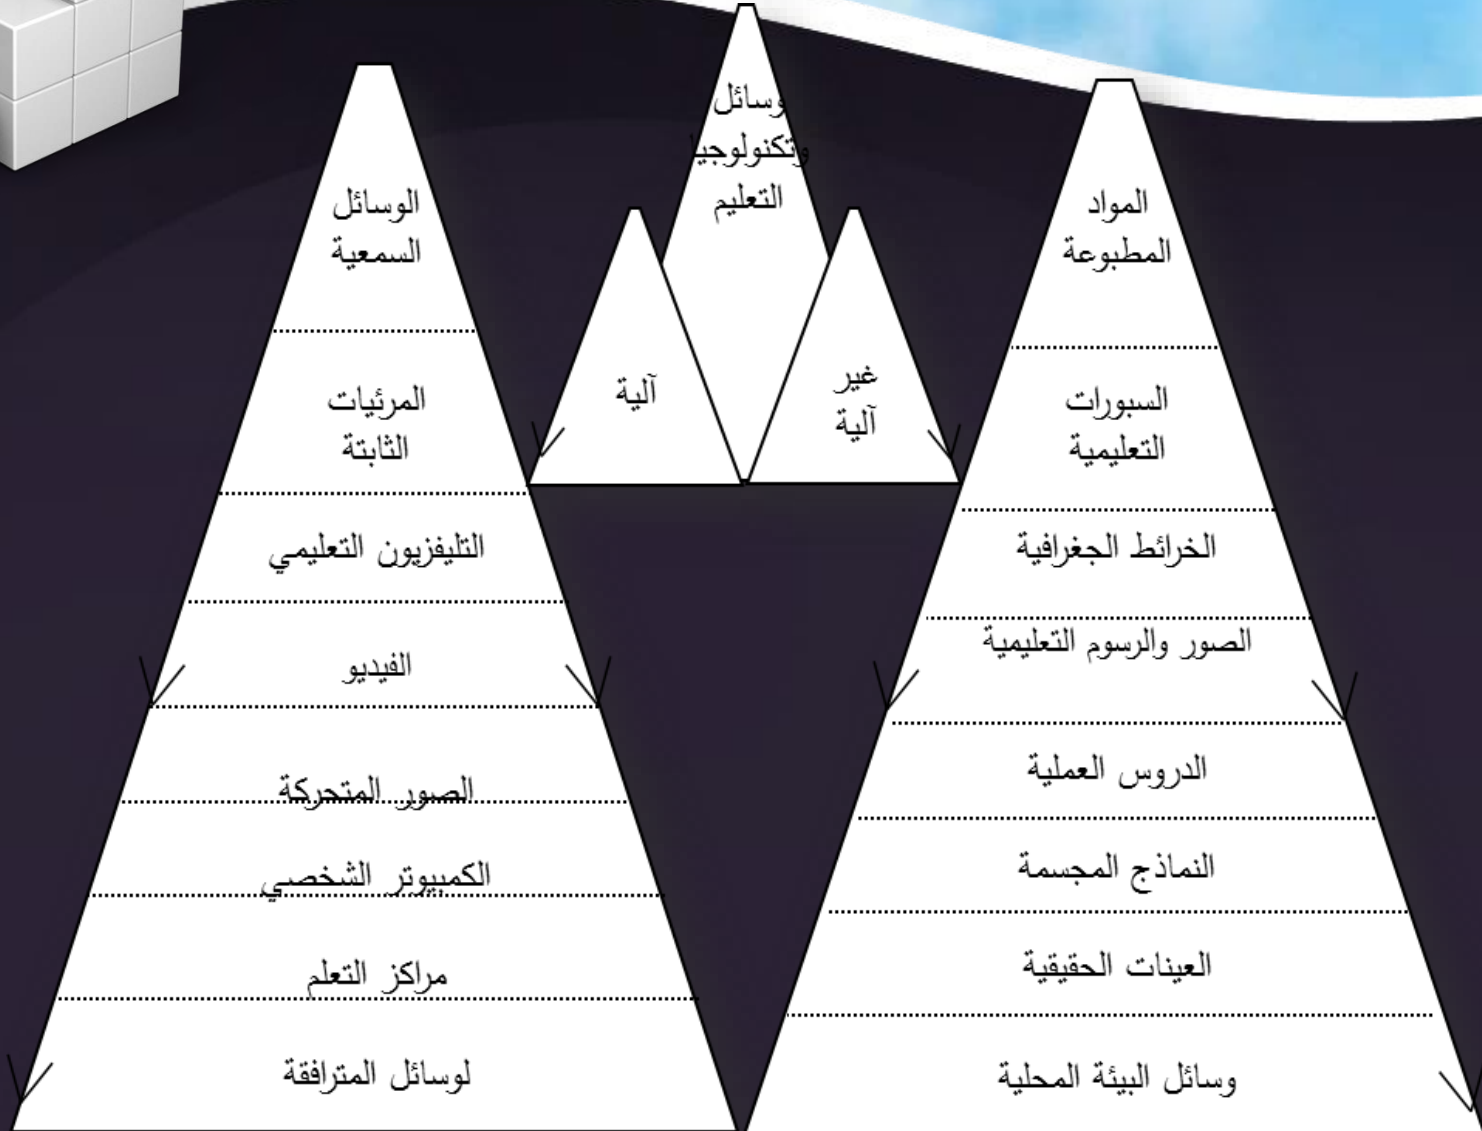 وسائل
وتكنولوجيا
التعليم
غير
آلية
آلية
المواد
المطبوعة
السبورات
التعليمية
الخرائط الجغرافية
الصور والرسوم التعليمية
الدروس العملية
النماذج المجسمة
العينات الحقيقية
وسائل البيئة المحلية
الوسائل
السمعية
المرئيات
الثابتة
التليفزيون التعليمي
الفيديو
الصور المتحركة
الكمبيوتر الشخصي
مراكز التعلم
لوسائل المترافقة